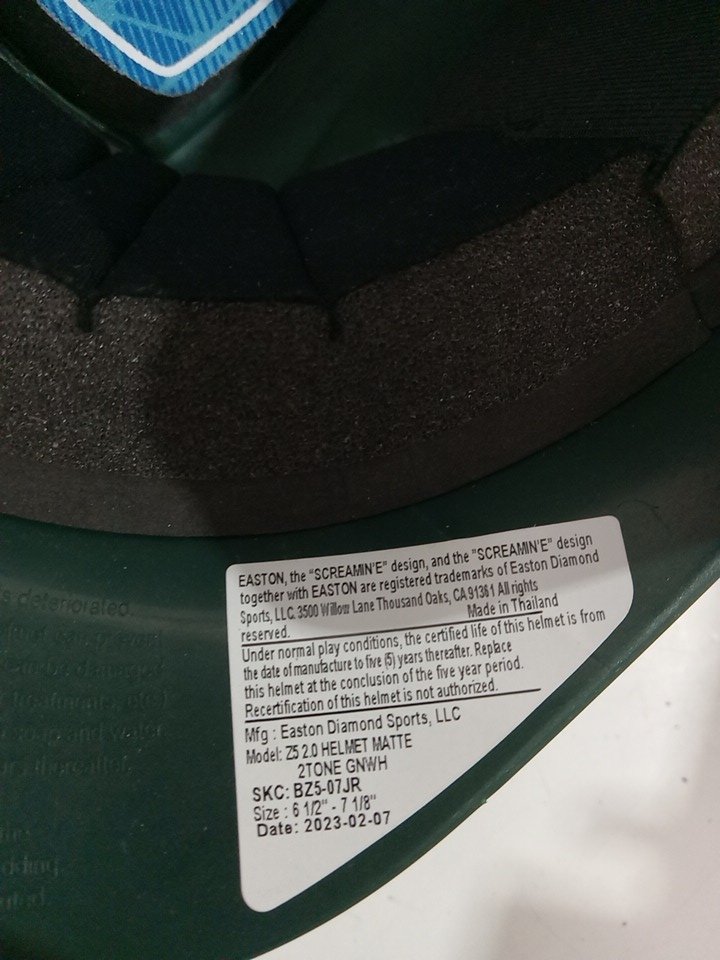 EASTON, the "SCREAMIN'E" design, and the "SCREAMIN'E" design
together with EASTON are registered trademarks of Easton Diamond
Sports, LLC. 3500 Willow Lane Thousand Oaks, CA 91361 All rights
reserved. Made in Thailand
Under normal play conditions, the certified life of this helmet is from
the date of manufacture to five (5) years thereafter. Replace
this helmet at the conclusion of the five year period.
Recertification of this helmet is not authorized.
Mfg : Easton Diamond Sports, LLC
Model: Z5 2.0 HELMET MATTE
2TONE GNWH
SKC: BZ5-07JR
Size : 6 1/2" - 7 1/8"
Date: 2023-02-07
deteriorated.
and water